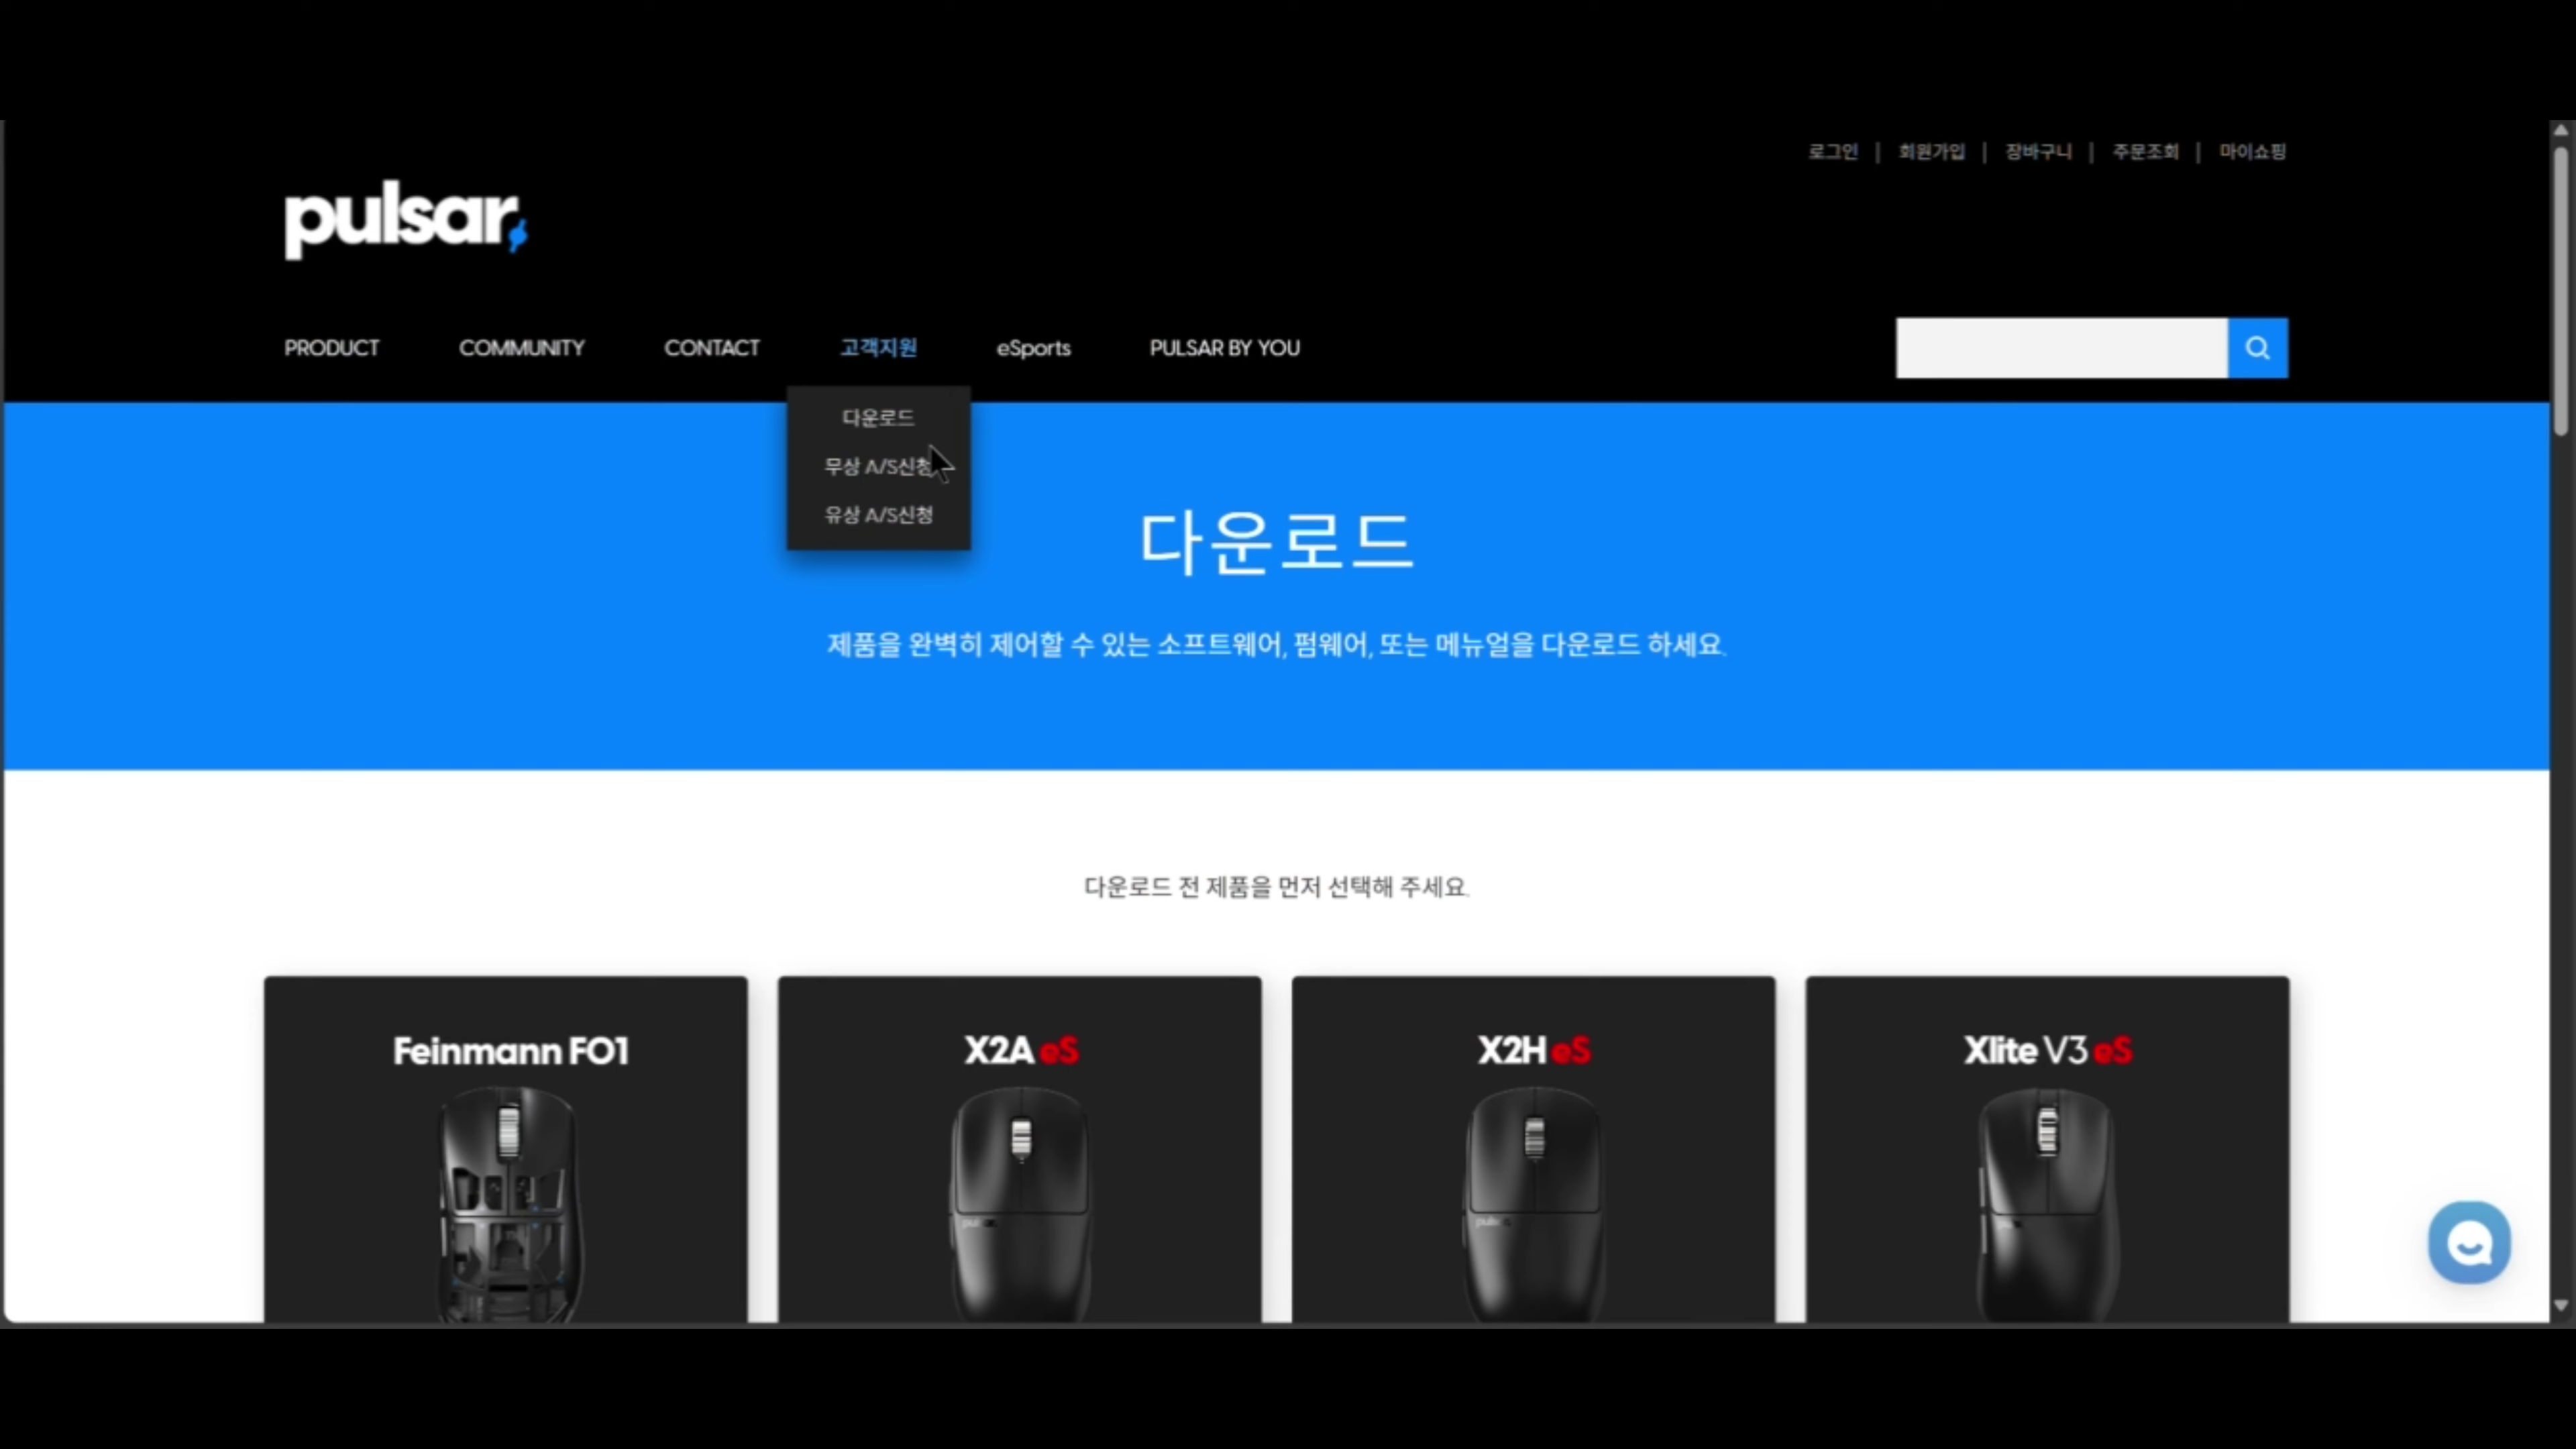 로그인 | 회원가입 | 장바구니 | 주문조회 | 마이쇼핑
pulsar
PRODUCT COMMUNITY CONTACT 고객지원 eSports PULSAR BY YOU
다운로드
무상 A/S신청
유상 A/S신청
다운로드
제품을 완벽히 제어할 수 있는 소프트웨어, 펌웨어, 또는 메뉴얼을 다운로드 하세요.
다운로드 전 제품을 먼저 선택해 주세요.
Feinmann F01
X2A eS
X2H eS
Xlite V3 eS